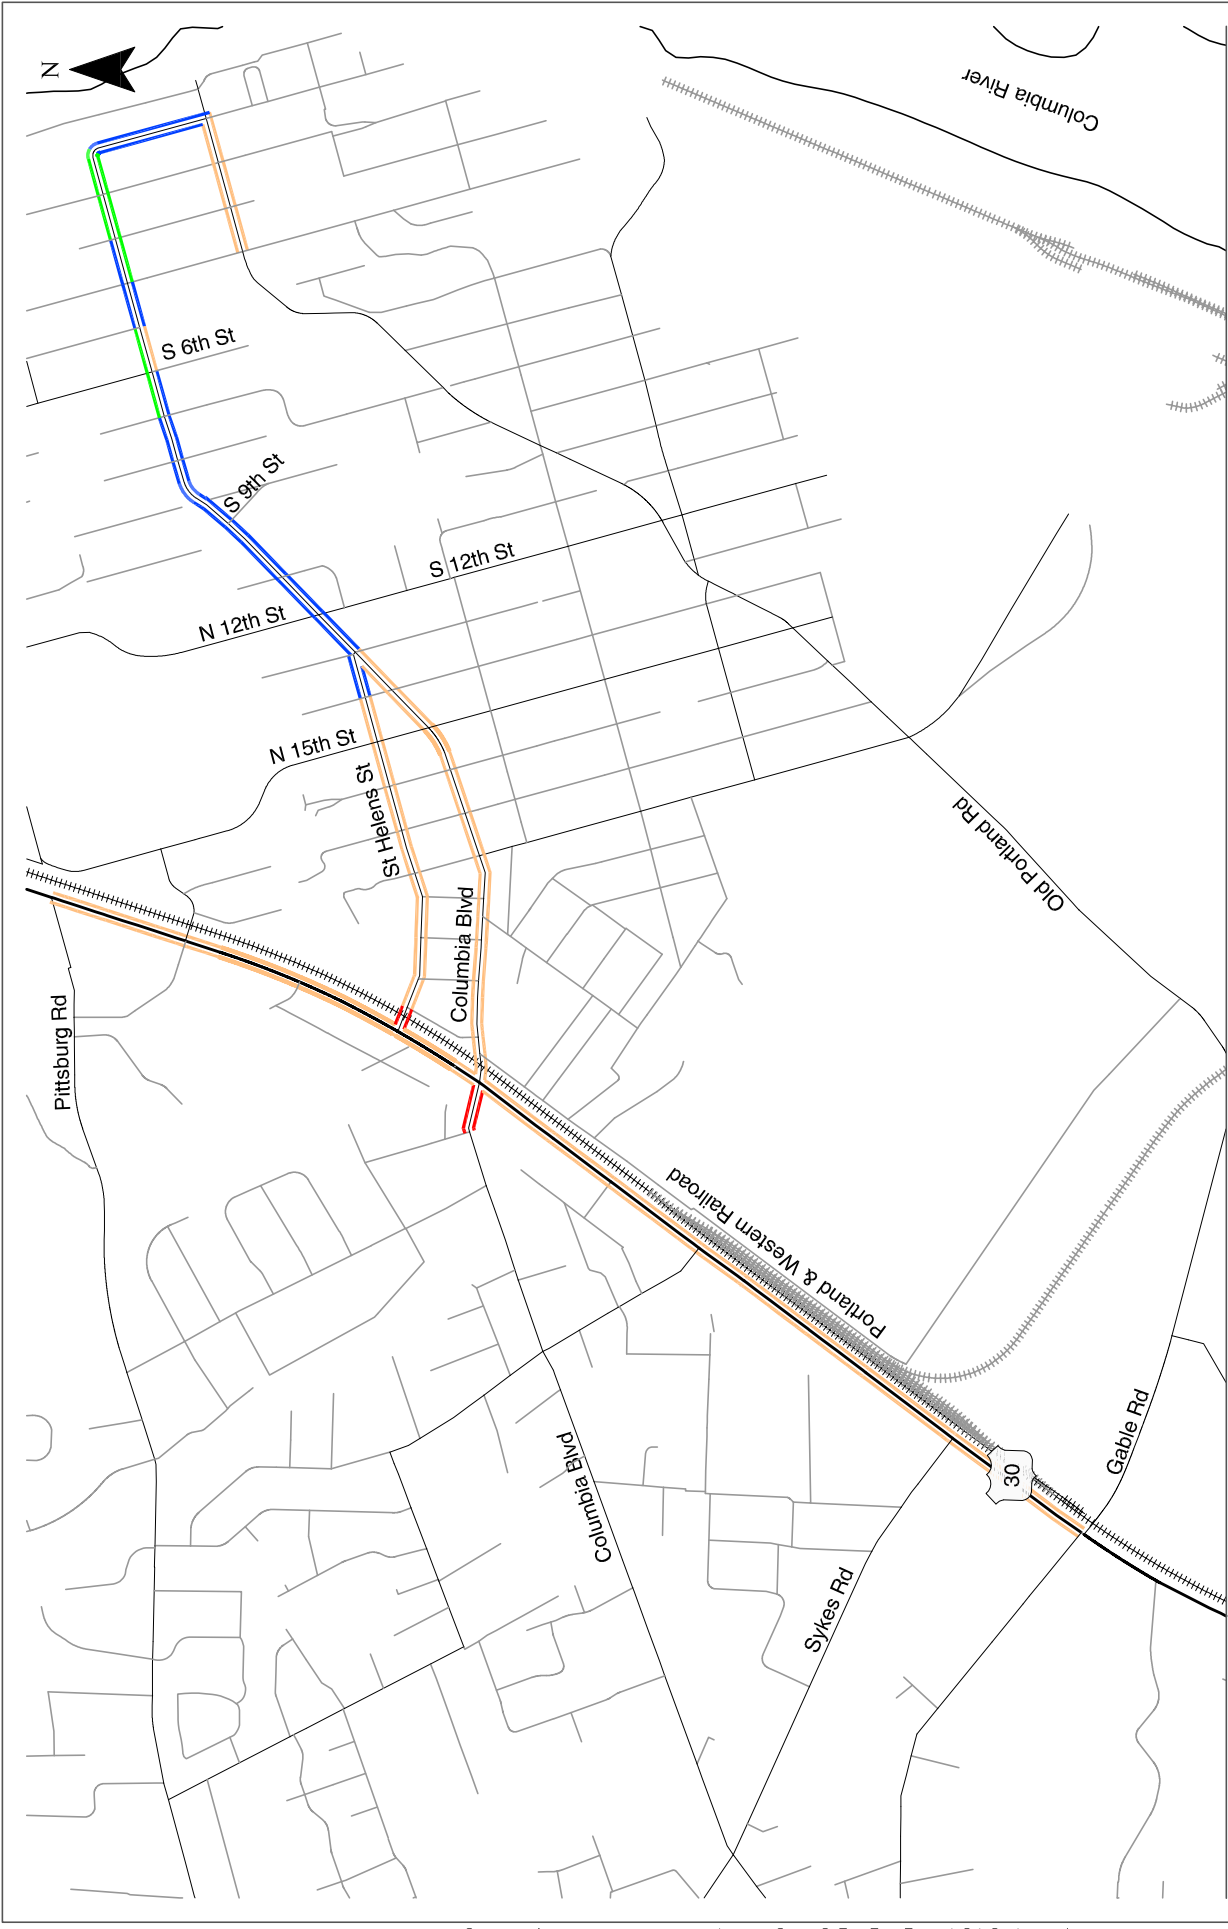 N
Columbia River
S 6th St
S 9th St
S 12th St
N 12th St
N 15th St
St Helens St
Columbia Blvd
Old Portland Rd
Pittsburg Rd
Portland & Western Railroad
Gable Rd
30
Columbia Blvd
Sykes Rd